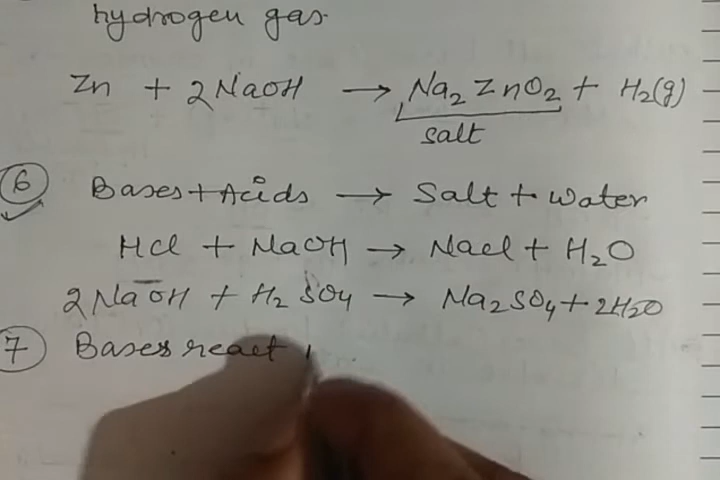 hydrogen gas.
Zn + 2NaOH → Na₂ZnO₂ + H₂(g)
salt
6 Bases + Acids → Salt + Water
HCl + NaOH → NaCl + H₂O
2NaOH + H₂SO₄ → Na₂SO₄ + 2H₂O
7 Bases react